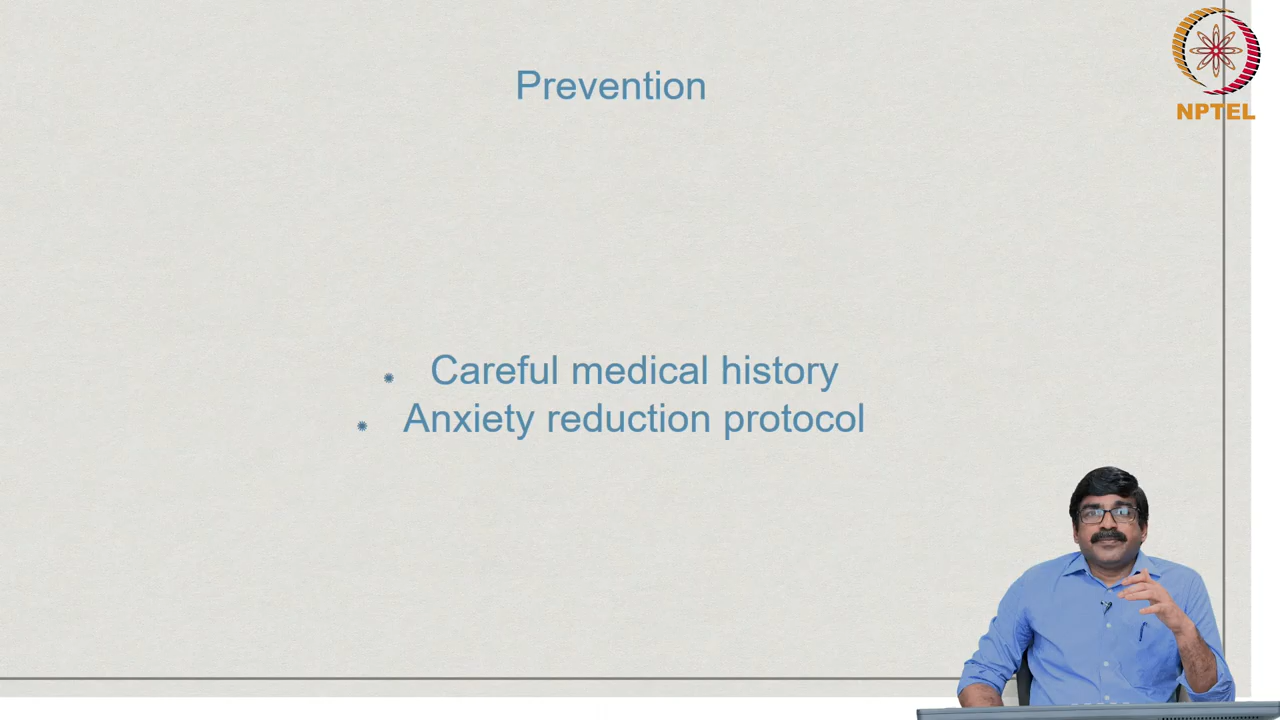 Prevention
NPTEL
Careful medical history
Anxiety reduction protocol